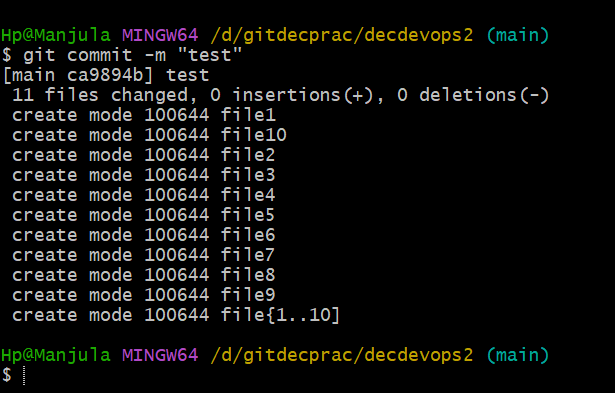 Hp@Manjula MINGW64 /d/gitdecprac/decdevops2 (main)
$ git commit -m "test"
[main ca9894b] test
 11 files changed, 0 insertions(+), 0 deletions(-)
 create mode 100644 file1
 create mode 100644 file10
 create mode 100644 file2
 create mode 100644 file3
 create mode 100644 file4
 create mode 100644 file5
 create mode 100644 file6
 create mode 100644 file7
 create mode 100644 file8
 create mode 100644 file9
 create mode 100644 file{1..10]
Hp@Manjula MINGW64 /d/gitdecprac/decdevops2 (main)
$